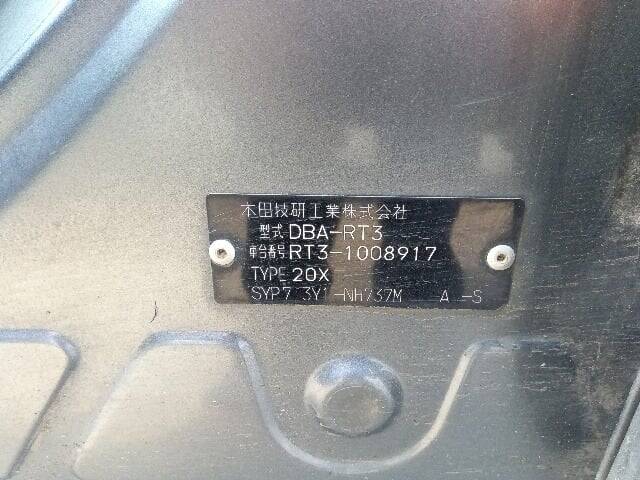 本田技研工業株式会社
型式 DBA-RT3
車台番号 RT3-1008917
TYPE 20X
NH737M A -S